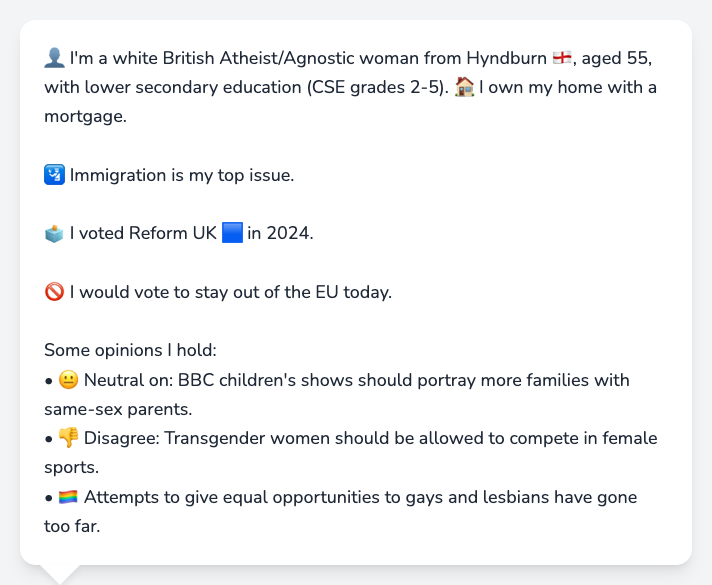 👤 I'm a white British Atheist/Agnostic woman from Hyndburn 🏴󠁧󠁢󠁥󠁮󠁧󠁿, aged 55,
with lower secondary education (CSE grades 2-5). 🏠 I own my home with a
mortgage.
🛂 Immigration is my top issue.
🗳️ I voted Reform UK 🟦 in 2024.
🚫 I would vote to stay out of the EU today.
Some opinions I hold:
• 😐 Neutral on: BBC children's shows should portray more families with
same-sex parents.
• 👎 Disagree: Transgender women should be allowed to compete in female
sports.
• 🏳️‍🌈 Attempts to give equal opportunities to gays and lesbians have gone
too far.